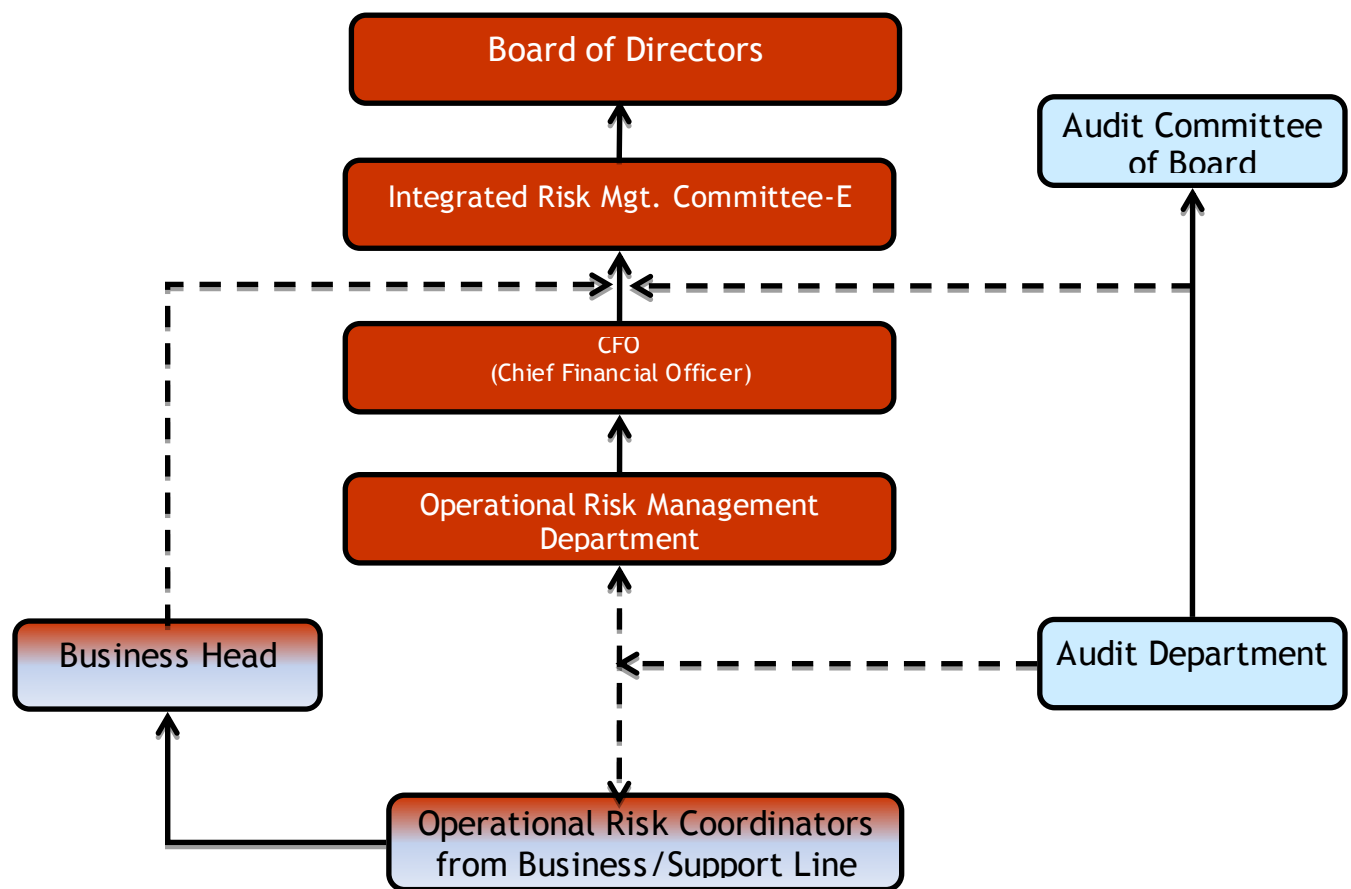 Board of Directors
Audit Committee
of Board
Integrated Risk Mgt. Committee-E
CFO
(Chief Financial Officer)
Operational Risk Management
Department
Business Head
Audit Department
Operational Risk Coordinators
from Business/Support Line